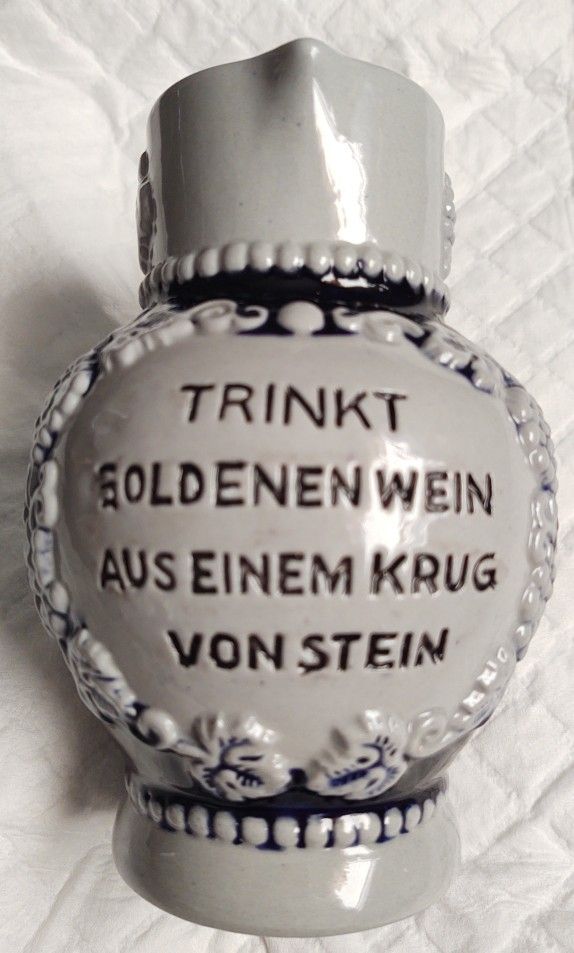 TRINKT
GOLDENEN WEIN
AUS EINEM KRUG
VON STEIN